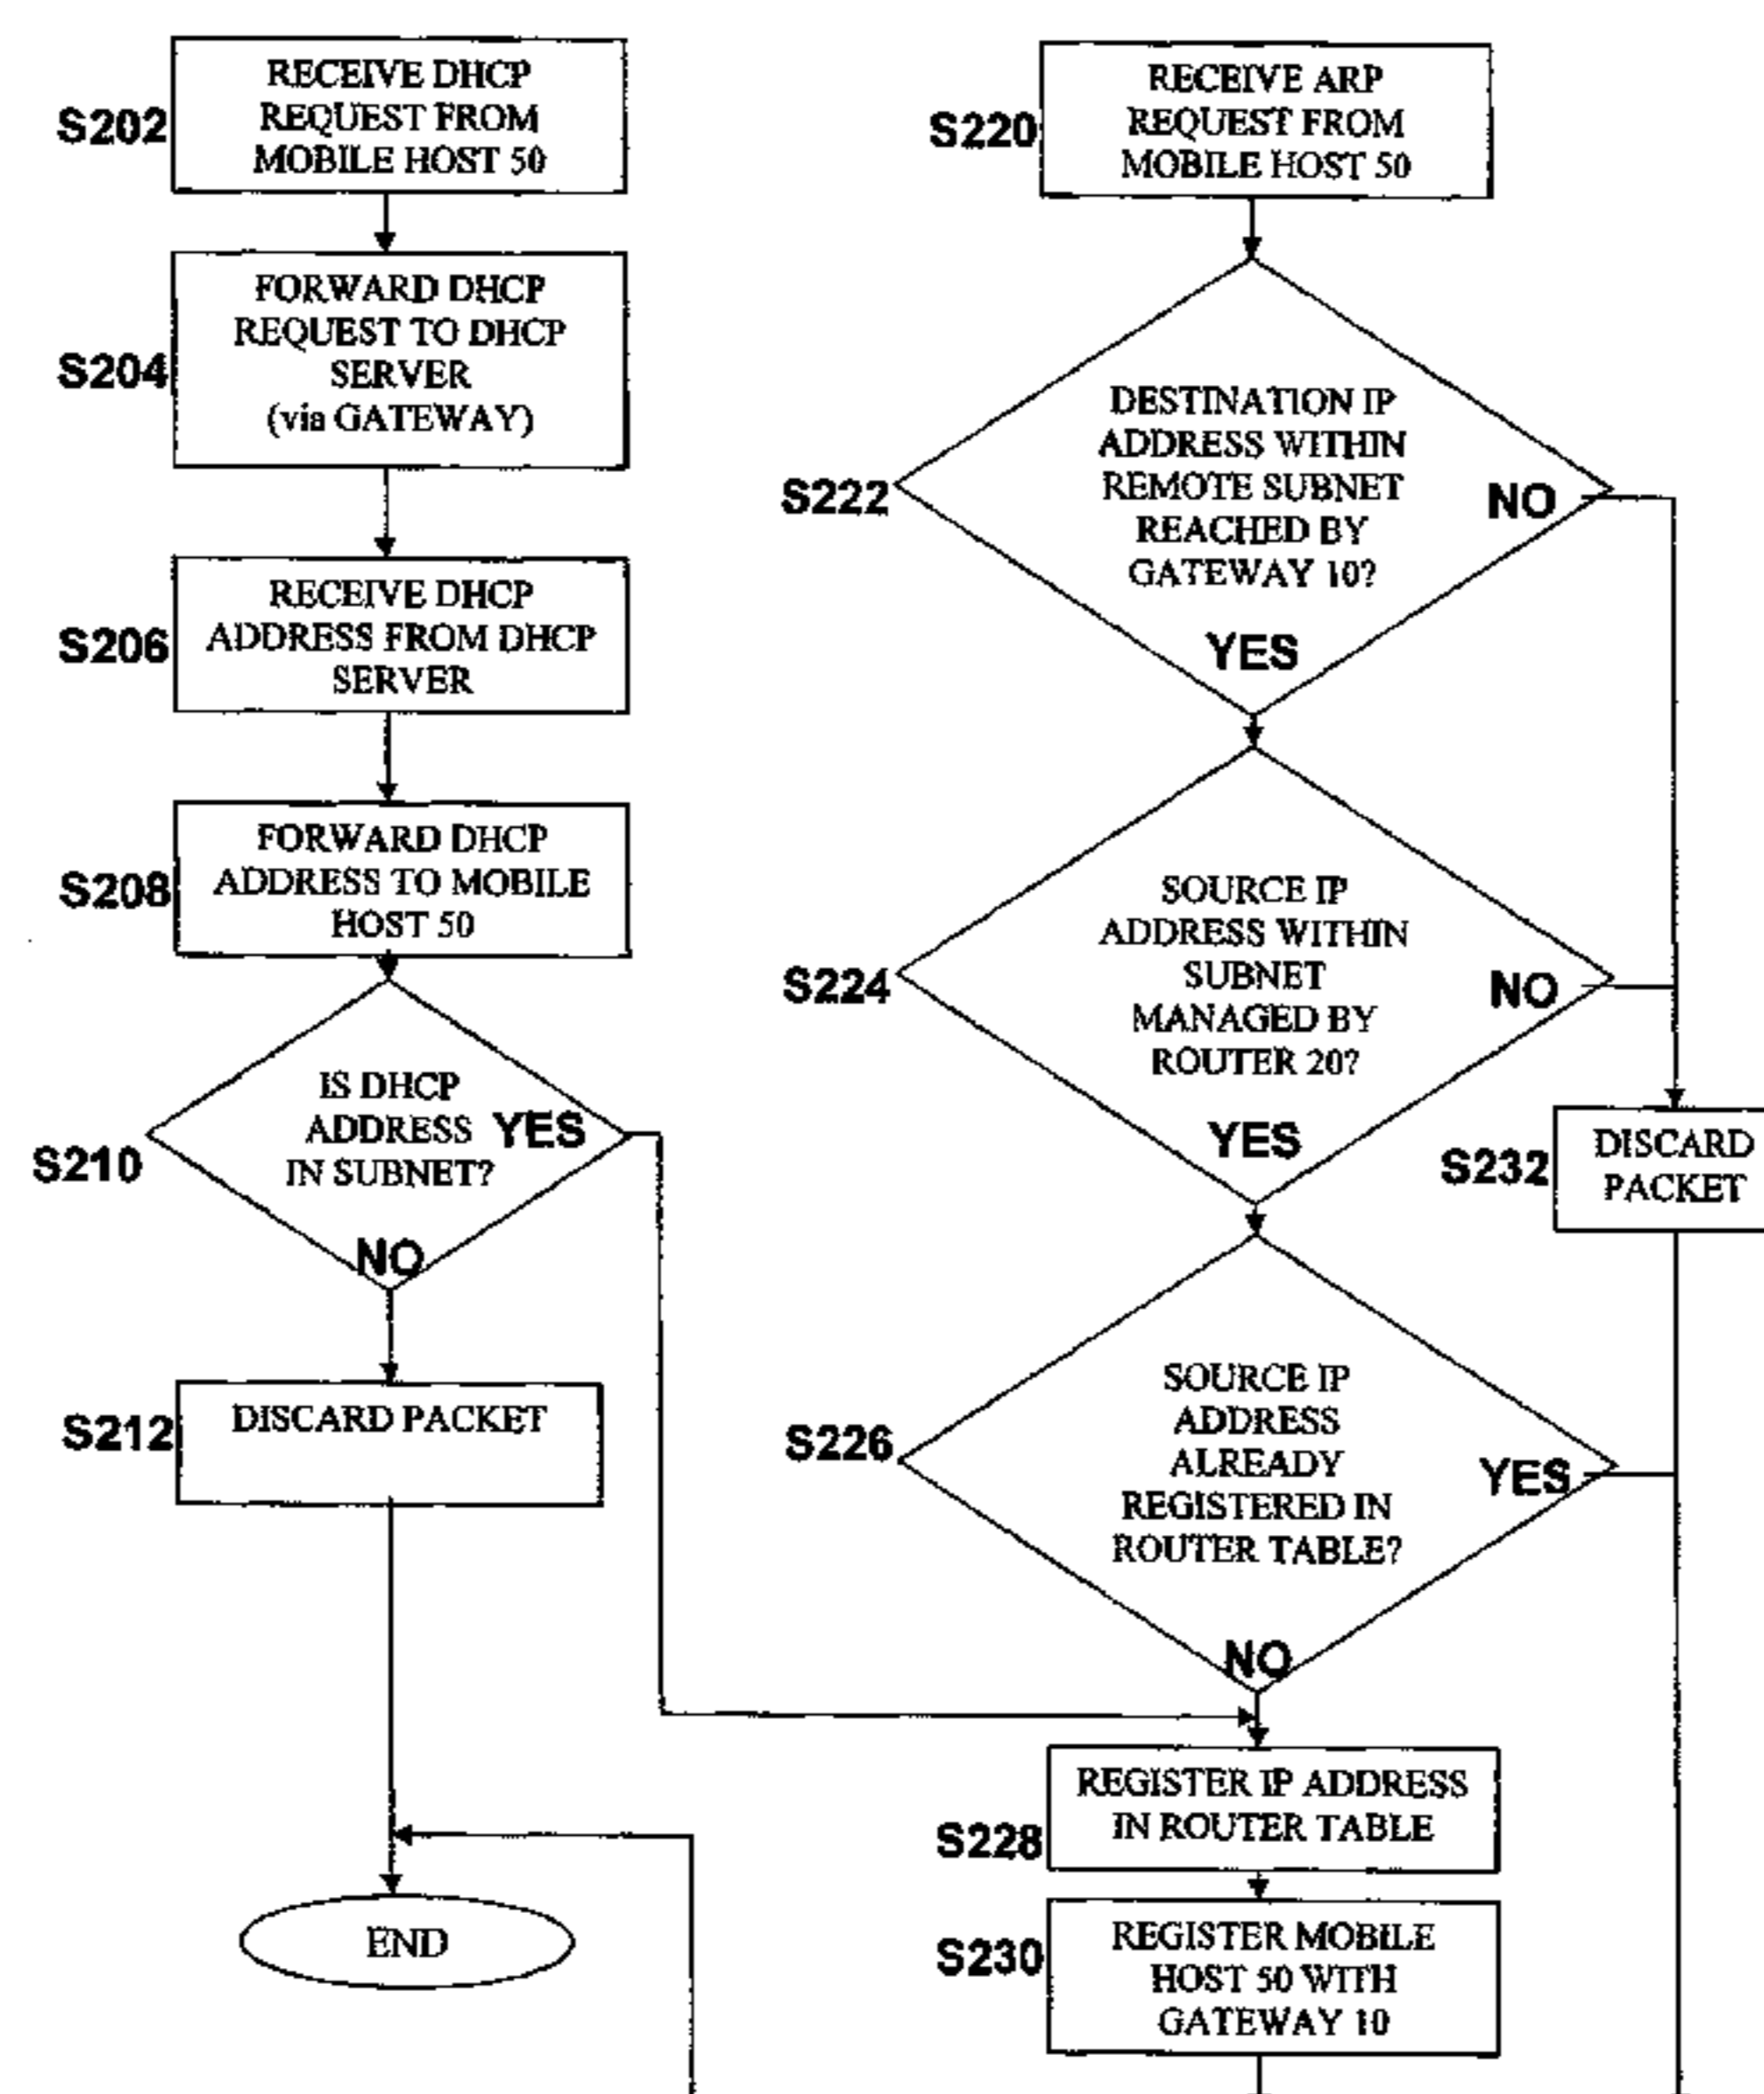 S202
RECEIVE DHCP
REQUEST FROM
MOBILE HOST 50
S204
FORWARD DHCP
REQUEST TO DHCP
SERVER
(via GATEWAY)
S206
RECEIVE DHCP
ADDRESS FROM DHCP
SERVER
S208
FORWARD DHCP
ADDRESS TO MOBILE
HOST 50
S210
IS DHCP
ADDRESS
IN SUBNET?
YES
NO
S212
DISCARD PACKET
END
S220
RECEIVE ARP
REQUEST FROM
MOBILE HOST 50
S222
DESTINATION IP
ADDRESS WITHIN
REMOTE SUBNET
REACHED BY
GATEWAY 10?
NO
YES
S224
SOURCE IP
ADDRESS WITHIN
SUBNET
MANAGED BY
ROUTER 20?
NO
YES
S232
DISCARD
PACKET
S226
SOURCE IP
ADDRESS
ALREADY
REGISTERED IN
ROUTER TABLE?
YES
NO
S228
REGISTER IP ADDRESS
IN ROUTER TABLE
S230
REGISTER MOBILE
HOST 50 WITH
GATEWAY 10